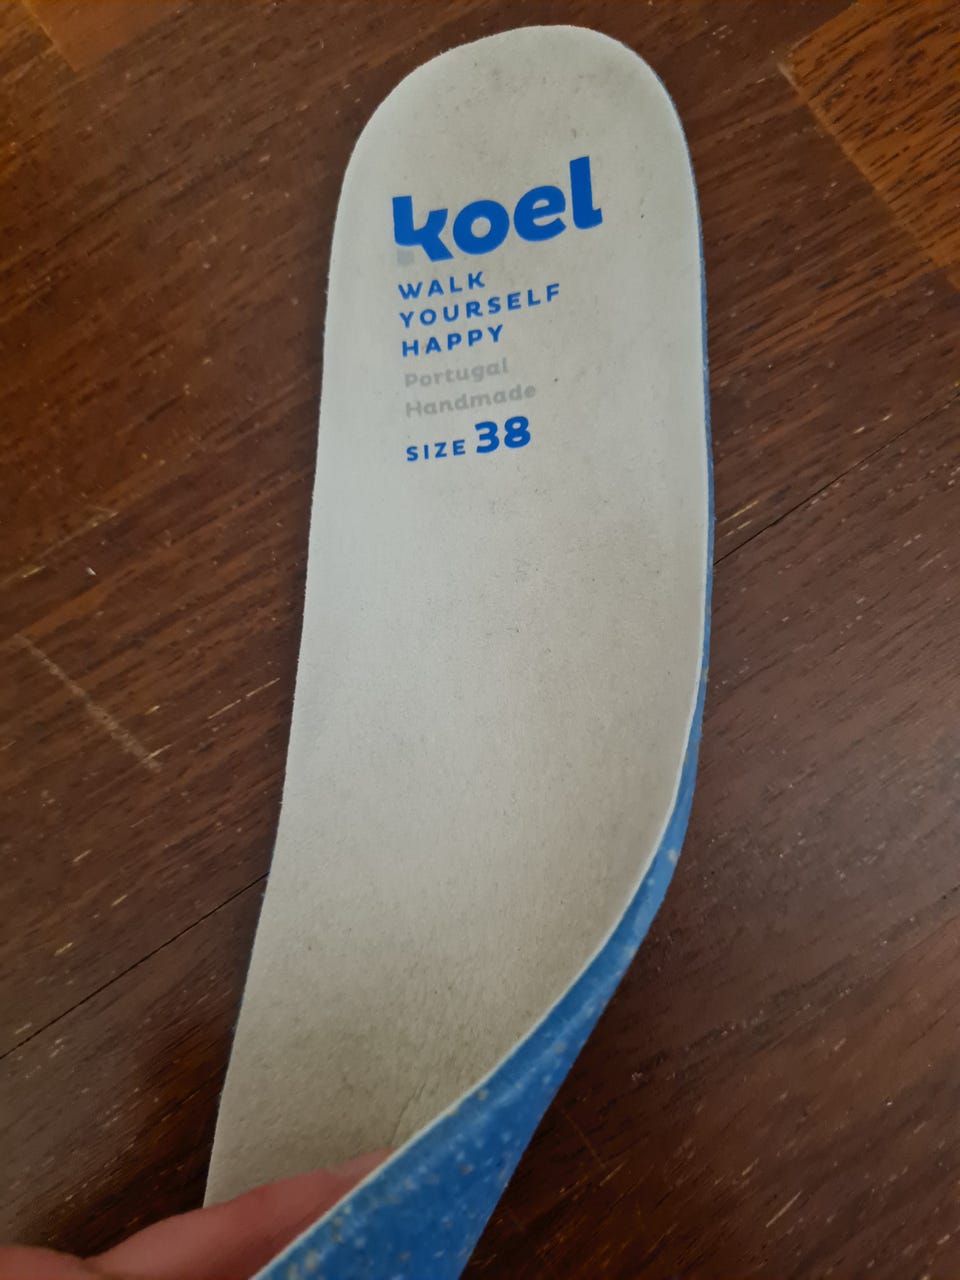 koel
WALK
YOURSELF
HAPPY
Portugal
Handmade
SIZE 38